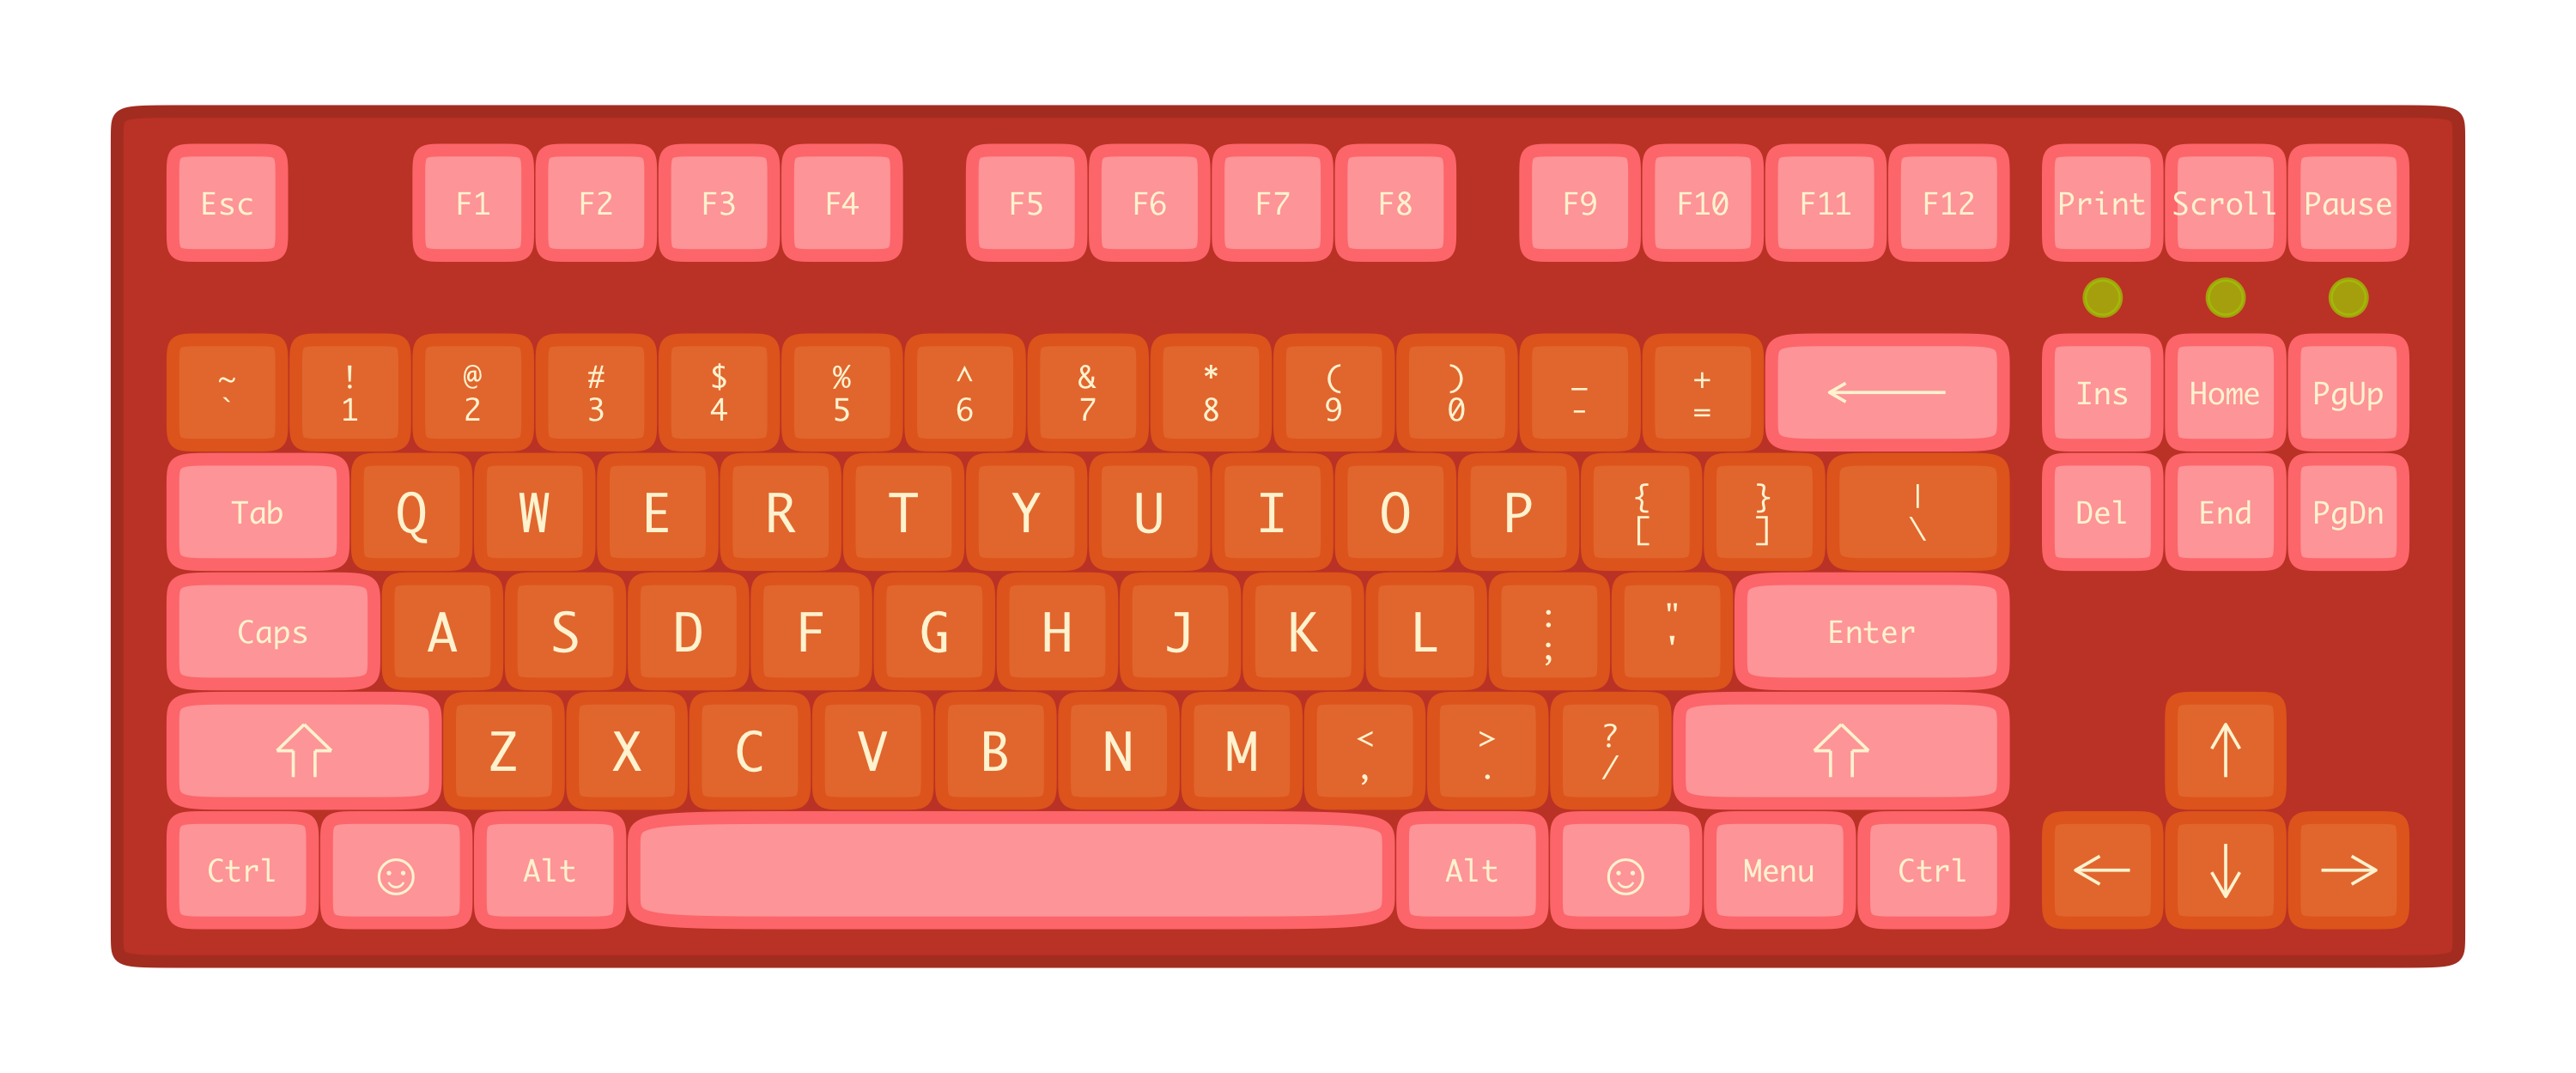 Esc F1 F2 F3 F4 F5 F6 F7 F8 F9 F10 F11 F12 Print Scroll Pause
~ ! @ # $ % ^ & * ( ) _ +
` 1 2 3 4 5 6 7 8 9 0 - = ← Ins Home PgUp
Tab Q W E R T Y U I O P { [ } ] | \ Del End PgDn
Caps A S D F G H J K L : ; " ' Enter
⇧ Z X C V B N M < , > . ? / ⇧ ↑
Ctrl ☺ Alt Alt ☺ Menu Ctrl ← ↓ →